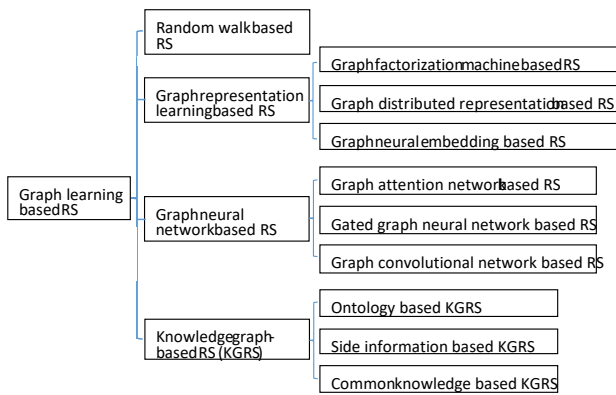 Random walkbased
RS
Graphfactorizationmachinebased RS
Graphrepresentation
learningbased RS
Graph distributed representationbased RS
Graphneuralembedding based RS
Graph learning
basedRS
Graph attention networkbased RS
Graphneural
networkbased RS
Gated graph neural network based RS
Graph convolutional network based RS
Ontology based KGRS
Knowledgegraph-
basedRS (KGRS)
Side information based KGRS
Commonknowledge based KGRS